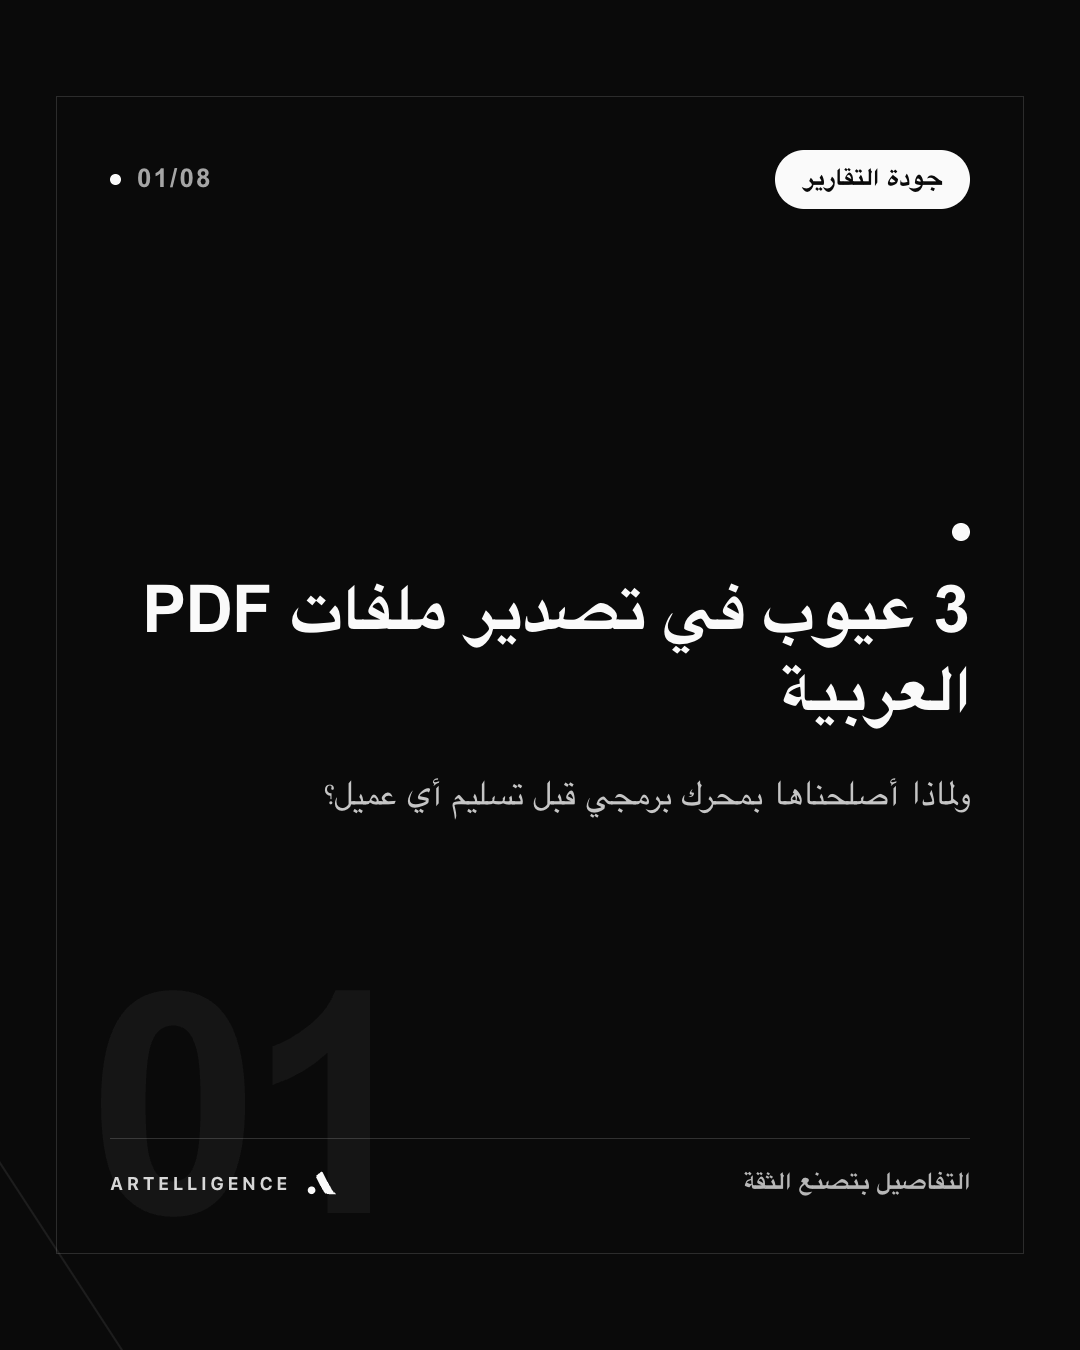 جودة التقارير
01/08
3 عيوب في تصدير ملفات PDF
العربية
ولماذا أصلحناها بمحرك برمجي قبل تسليم أي عميل؟
01
التفاصيل بتصنع الثقة
ARTELLIGENCE